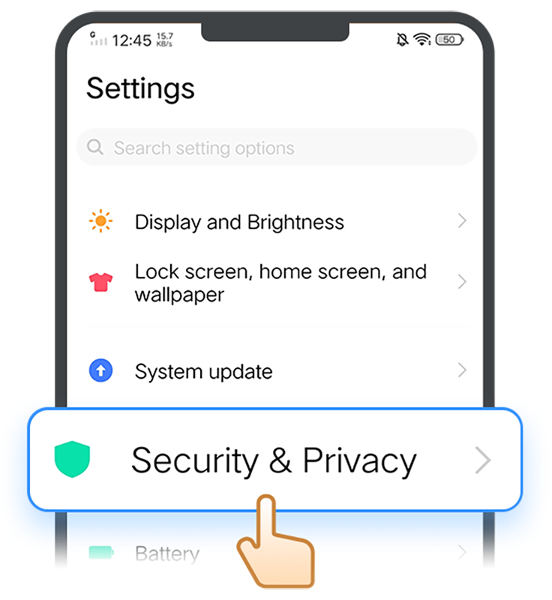 G 12:45 15.7 KB/s 50
Settings
Search setting options
Display and Brightness
Lock screen, home screen, and
wallpaper
System update
Security & Privacy
Battery